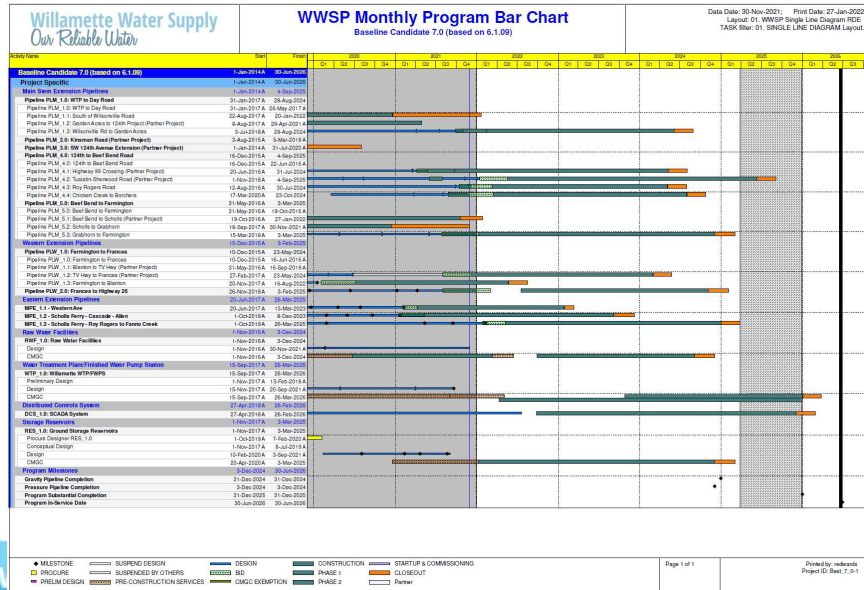 Willamette Water Supply
Our Reliable Water
WWSP Monthly Program Bar Chart
Baseline Candidate 7.0 (based on 6.1.09)
Data Date: 30-Nov-2021; Print Date: 27-Jan-2022
Layout: 01. WWSP Single Line Diagram RDE
TASK filter: 01. SINGLE LINE DIAGRAM Layout.
Activity Name Start Finish 2020 2021 2022 2023 2024 2025 2026
Q1 Q2 Q3 Q4 Q1 Q2 Q3 Q4 Q1 Q2 Q3 Q4 Q1 Q2 Q3 Q4 Q1 Q2 Q3 Q4 Q1 Q2 Q3 Q4 Q1 Q2 Q3
Baseline Candidate 7.0 (based on 6.1.09) 1-Jan-2014 A 30-Jun-2026
Project Specific 1-Jan-2014 A 30-Jun-2026
Main Stem Extension Pipelines 1-Jan-2014 A 4-Sep-2025
Pipeline PLM_1.0: WTP to Day Road 31-Jan-2017 A 28-Aug-2024
Pipeline PLM_1.0: WTP to Day Road 31-Jan-2017 A 26-May-2017 A
Pipeline PLM_1.1: South of Wilsonville Road 22-Aug-2017 A 20-Jan-2022
Pipeline PLM_1.2: Garden Acres to 124th Project (Partner Project) 8-Aug-2017 A 29-Apr-2021 A
Pipeline PLM_1.3: Wilsonville Rd to Garden Acres 3-Jul-2018 A 28-Aug-2024
Pipeline PLM_2.0: Kinsman Road (Partner Project) 3-Aug-2015 A 5-Mar-2019 A
Pipeline PLM_3.0: SW 124th Avenue Extension (Partner Project) 1-Jan-2014 A 31-Jul-2020 A
Pipeline PLM_4.0: 124th to Beef Bend Road 16-Dec-2015 A 4-Sep-2025
Pipeline PLM_4.0: 124th to Beef Bend Road 16-Dec-2015 A 22-Jun-2016 A
Pipeline PLM_4.1: Highway 99 Crossing (Partner Project) 20-Jun-2016 A 31-Jul-2024
Pipeline PLM_4.2: Tualatin-Sherwood Road (Partner Project) 1-Nov-2018 A 4-Sep-2025
Pipeline PLM_4.3: Roy Rogers Road 12-Aug-2016 A 30-Jul-2024
Pipeline PLM_4.4: Chicken Creek to Borchers 17-Mar-2020 A 23-Oct-2024
Pipeline PLM_5.0: Beef Bend to Farmington 31-May-2016 A 3-Mar-2025
Pipeline PLM_5.0: Beef Bend to Farmington 31-May-2016 A 19-Oct-2016 A
Pipeline PLM_5.1: Beef Bend to Scholls (Partner Project) 19-Oct-2016 A 27-Jan-2022
Pipeline PLM_5.2: Scholls to Grabhorn 18-Sep-2017 A 30-Nov-2021 A
Pipeline PLM_5.3: Grabhorn to Farmington 15-Mar-2018 A 3-Mar-2025
Western Extension Pipelines 10-Dec-2015 A 3-Feb-2025
Pipeline PLW_1.0: Farmington to Frances 10-Dec-2015 A 23-May-2024
Pipeline PLW_1.0: Farmington to Frances 10-Dec-2015 A 16-Jun-2016 A
Pipeline PLW_1.1: Blanton to TV Hwy (Partner Project) 31-May-2016 A 16-Sep-2019 A
Pipeline PLW_1.2: TV Hwy to Frances (Partner Project) 27-Feb-2017 A 23-May-2024
Pipeline PLW_1.3: Farmington to Blanton 20-Nov-2017 A 16-Aug-2022
Pipeline PLW_2.0: Frances to Highway 26 26-Nov-2018 A 3-Feb-2025
Eastern Extension Pipelines 20-Jun-2017 A 26-Mar-2025
MPE_1.1 - Western Ave 20-Jun-2017 A 13-Mar-2023
MPE_1.2 - Scholls Ferry - Cascade - Allen 1-Oct-2019 A 8-Dec-2023
MPE_1.3 - Scholls Ferry - Roy Rogers to Fanno Creek 1-Oct-2019 A 26-Mar-2025
Raw Water Facilities 1-Nov-2016 A 3-Dec-2024
RWF_1.0: Raw Water Facilities 1-Nov-2016 A 3-Dec-2024
Design 1-Nov-2016 A 30-Nov-2021 A
CMGC 1-Nov-2016 A 3-Dec-2024
Water Treatment Plant/Finished Water Pump Station 15-Sep-2017 A 26-Mar-2026
WTP_1.0: Willamette WTP/FWPS 15-Sep-2017 A 26-Mar-2026
Preliminary Design 1-Nov-2017 A 13-Feb-2018 A
Design 15-Nov-2017 A 20-Sep-2021 A
CMGC 15-Sep-2017 A 26-Mar-2026
Distributed Controls System 27-Apr-2018 A 26-Feb-2026
DCS_1.0: SCADA System 27-Apr-2018 A 26-Feb-2026
Storage Reservoirs 1-Nov-2017 A 3-Mar-2025
RES_1.0: Ground Storage Reservoirs 1-Nov-2017 A 3-Mar-2025
Procure Designer RES_1.0 1-Oct-2019 A 7-Feb-2020 A
Conceptual Design 1-Nov-2017 A 8-Jul-2019 A
Design 10-Feb-2020 A 3-Sep-2021 A
CMGC 20-Apr-2020 A 3-Mar-2025
Program Milestones 3-Dec-2024 30-Jun-2026
Gravity Pipeline Completion 31-Dec-2024 31-Dec-2024
Pressure Pipeline Completion 3-Dec-2024 3-Dec-2024
Program Substantial Completion 31-Dec-2025 31-Dec-2025
Program In-Service Date 30-Jun-2026 30-Jun-2026
MILESTONE SUSPEND DESIGN DESIGN CONSTRUCTION STARTUP & COMMISSIONING
PROCURE SUSPENDED BY OTHERS BID PHASE 1 CLOSEOUT
PRELIM DESIGN PRE-CONSTRUCTION SERVICES CMGC EXEMPTION PHASE 2 Partner
Page 1 of 1
Printed by: redwards
Project ID: Best_7_0-1